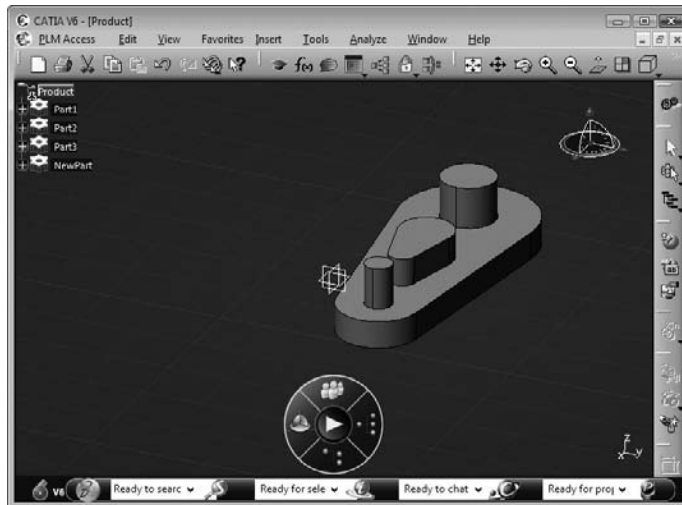 CATIA V6 - [Product]
PLM Access Edit View Favorites Insert Tools Analyze Window Help
f(x)
Product
Part1
Part2
Part3
NewPart
z
x y
V6 Ready to searc Ready for sele Ready to chat Ready for proj